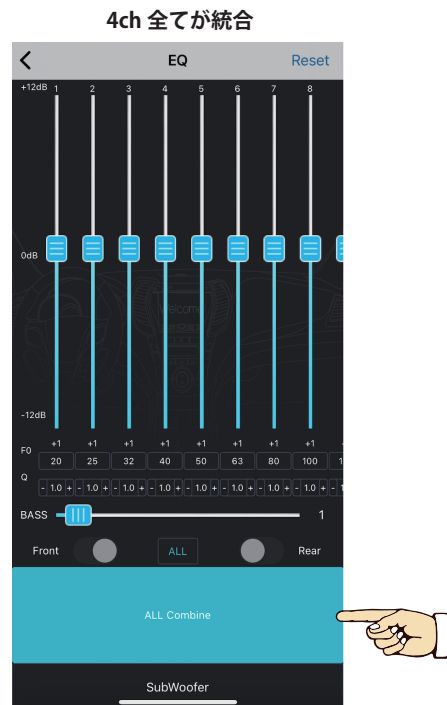 4ch 全てが統合
EQ Reset
+12dB 1 2 3 4 5 6 7 8
Welcome
0dB
-12dB
+1 +1 +1 +1 +1 +1 +1 +1
F0 20 25 32 40 50 63 80 100 1
Q
- 1.0 + - 1.0 + - 1.0 + - 1.0 + - 1.0 + - 1.0 + - 1.0 + - 1.0 + - 1
BASS 1
Front ALL Rear
ALL Combine
SubWoofer